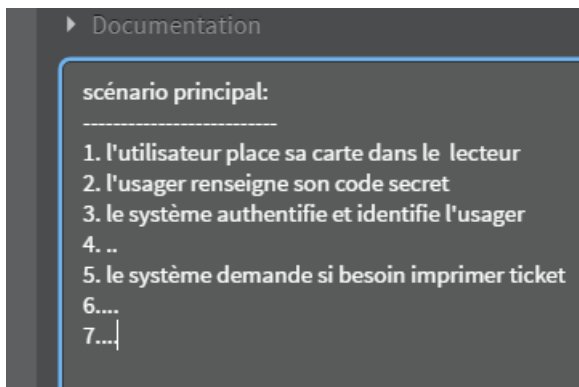 Documentation
scénario principal:
--------------------------
1. l'utilisateur place sa carte dans le lecteur
2. l'usager renseigne son code secret
3. le système authentifie et identifie l'usager
4. ..
5. le système demande si besoin imprimer ticket
6....
7....